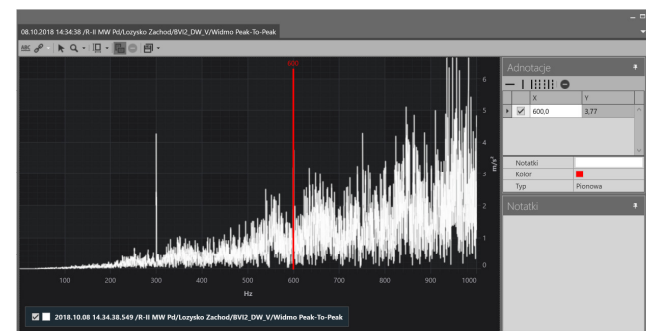 08.10.2018 14:34:38 /R-II MW Pd/Lozysko Zachod/BVI2_DW_V/Widmo Peak-To-Peak
ABC
600
6
5
4
3
2
1
0
m/s²
100 200 300 400 500 600 700 800 900 1000
Hz
2018.10.08 14.34.38.549 /R-II MW Pd/Lozysko Zachod/BVI2_DW_V/Widmo Peak-To-Peak
Adnotacje
X Y
600,0 3,77
Notatki
Kolor
Typ Pionowa
Notatki